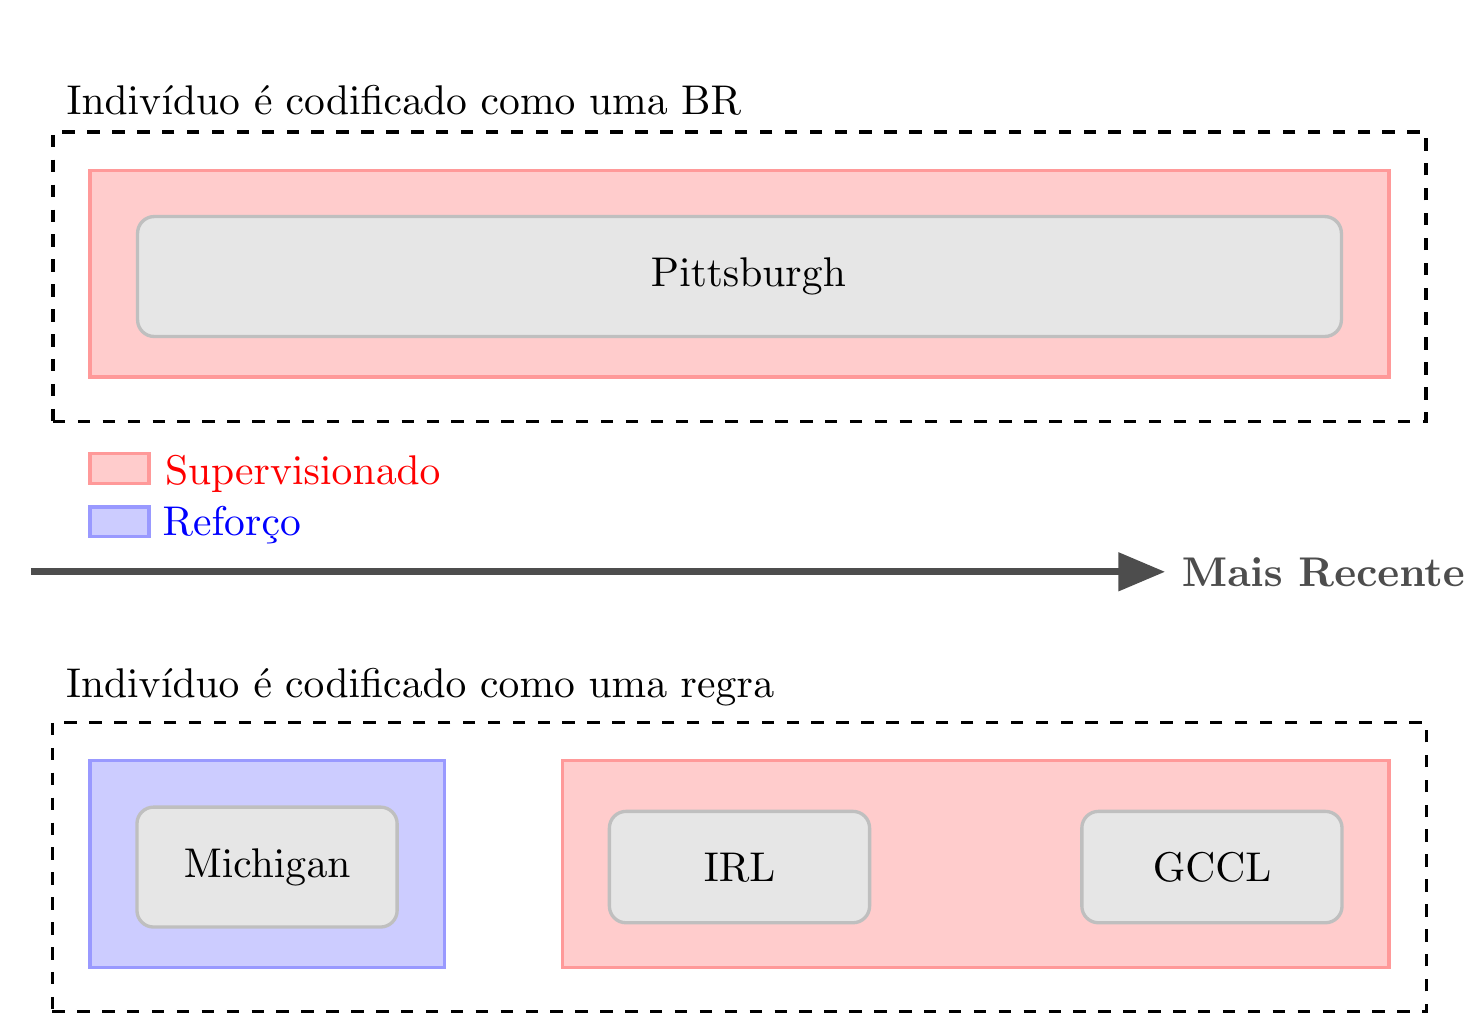 Indivíduo é codificado como uma BR
Pittsburgh
Supervisionado
Reforço
Mais Recente
Indivíduo é codificado como uma regra
Michigan
IRL
GCCL